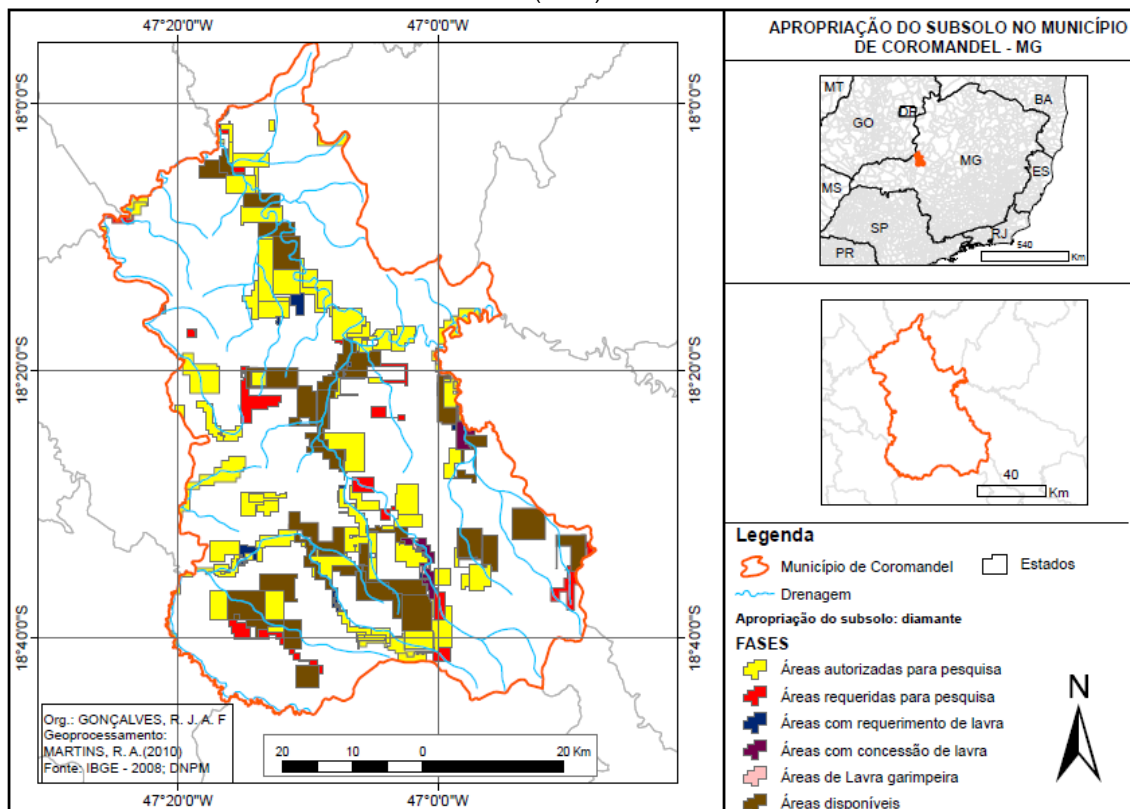 47°20'0"W
47°0'0"W
18°0'0"S
18°0'0"S
18°20'0"S
18°20'0"S
18°40'0"S
18°40'0"S
Org.: GONÇALVES, R. J. A. F
Geoprocessamento:
MARTINS, R. A.(2010)
Fonte: IBGE - 2008; DNPM
20
10
0
20 Km
47°20'0"W
47°0'0"W
APROPRIAÇÃO DO SUBSOLO NO MUNICÍPIO
DE COROMANDEL - MG
MT
BA
GO
DF
MG
ES
MS
SP
RJ
PR
540
Km
40
Km
Legenda
Município de Coromandel
Estados
Drenagem
Apropriação do subsolo: diamante
FASES
Áreas autorizadas para pesquisa
Áreas requeridas para pesquisa
Áreas com requerimento de lavra
Áreas com concessão de lavra
Áreas de Lavra garimpeira
Áreas disponíveis
N